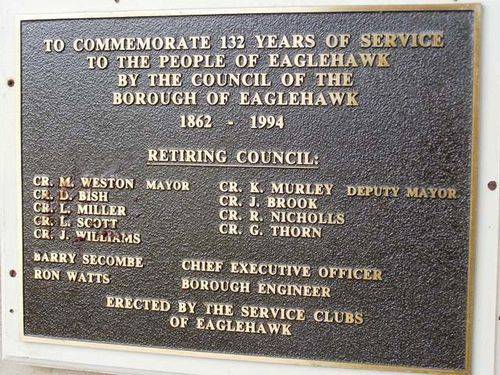 TO COMMEMORATE 132 YEARS OF SERVICE
TO THE PEOPLE OF EAGLEHAWK
BY THE COUNCIL OF THE
BOROUGH OF EAGLEHAWK
1862 - 1994
RETIRING COUNCIL:
CR. M. WESTON MAYOR
CR. D. BISH
CR. L. MILLER
CR. L. SCOTT
CR. J. WILLIAMS
CR. K. MURLEY DEPUTY MAYOR
CR. J. BROOK
CR. R. NICHOLLS
CR. G. THORN
BARRY SECOMBE CHIEF EXECUTIVE OFFICER
RON WATTS BOROUGH ENGINEER
ERECTED BY THE SERVICE CLUBS
OF EAGLEHAWK